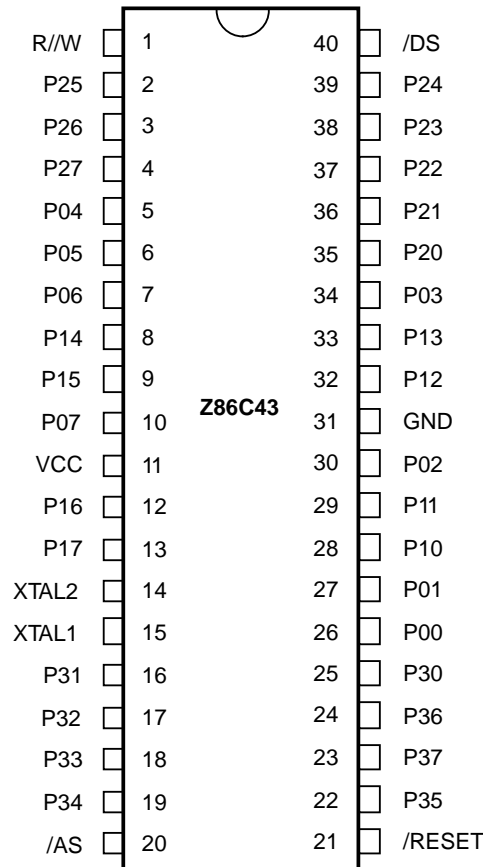 R//W 1 40 /DS
P25 2 39 P24
P26 3 38 P23
P27 4 37 P22
P04 5 36 P21
P05 6 35 P20
P06 7 34 P03
P14 8 33 P13
P15 9 32 P12
Z86C43
P07 10 31 GND
VCC 11 30 P02
P16 12 29 P11
P17 13 28 P10
XTAL2 14 27 P01
XTAL1 15 26 P00
P31 16 25 P30
P32 17 24 P36
P33 18 23 P37
P34 19 22 P35
/AS 20 21 /RESET